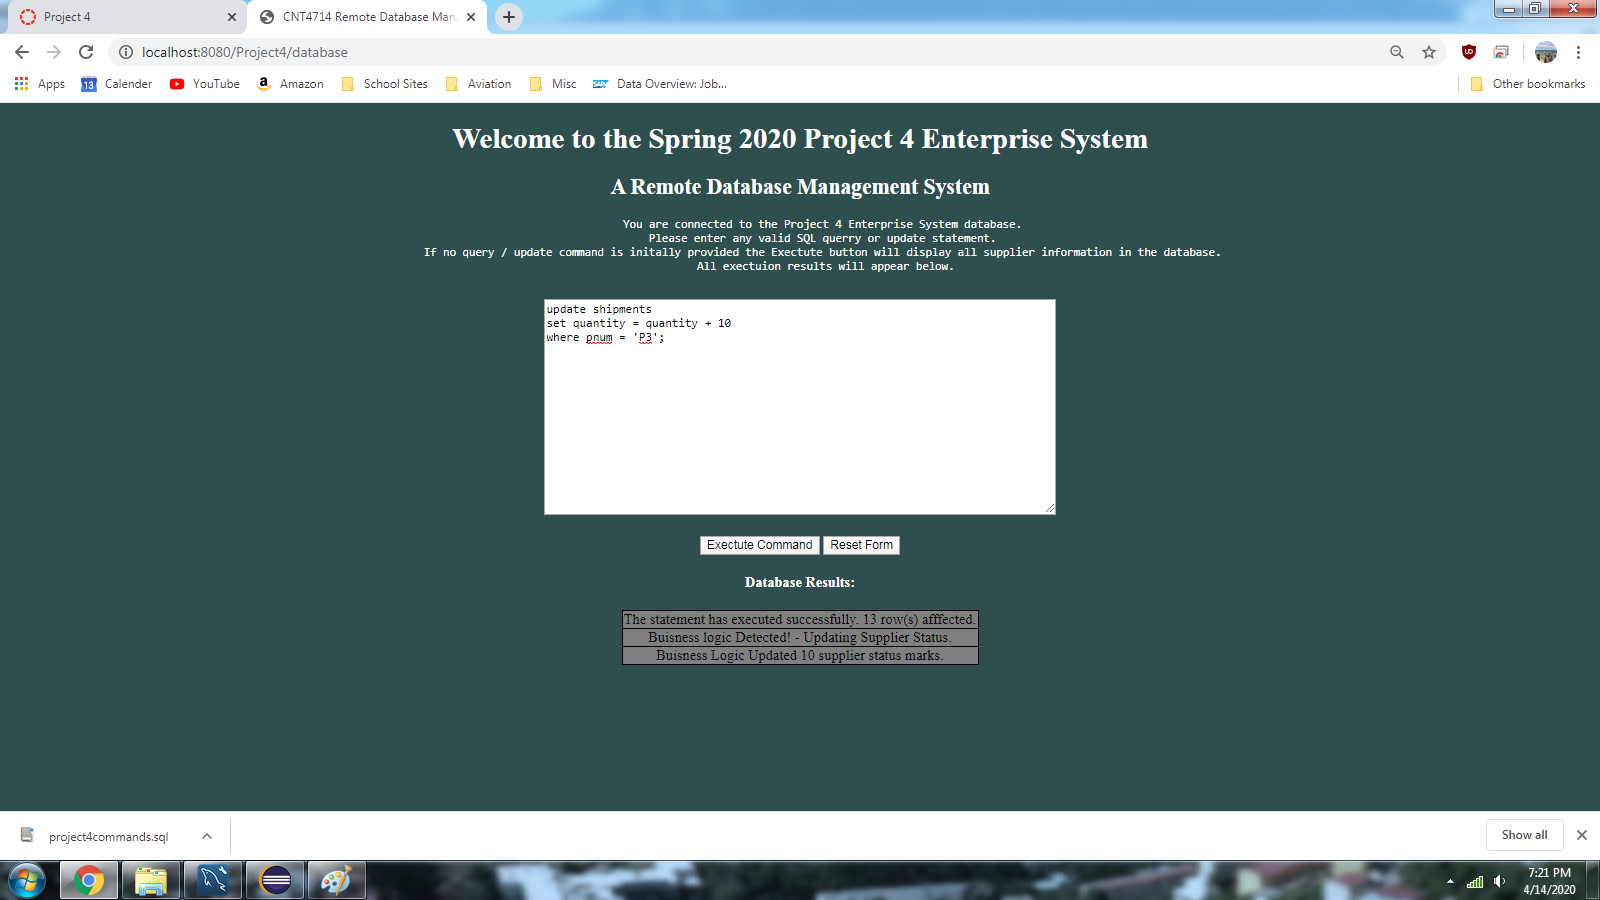 Project 4
CNT4714 Remote Database Man
localhost:8080/Project4/database
Apps
13
Calender
YouTube
a
Amazon
School Sites
Aviation
Misc
SAP
Data Overview: Job...
Other bookmarks
Welcome to the Spring 2020 Project 4 Enterprise System
A Remote Database Management System
You are connected to the Project 4 Enterprise System database.
Please enter any valid SQL querry or update statement.
If no query / update command is initally provided the Exectute button will display all supplier information in the database.
All exectuion results will appear below.
update shipments
set quantity = quantity + 10
where pnum = 'P3';
Exectute Command
Reset Form
Database Results:
The statement has executed successfully. 13 row(s) afffected.
Buisness logic Detected! - Updating Supplier Status.
Buisness Logic Updated 10 supplier status marks.
project4commands.sql
Show all
7:21 PM
4/14/2020